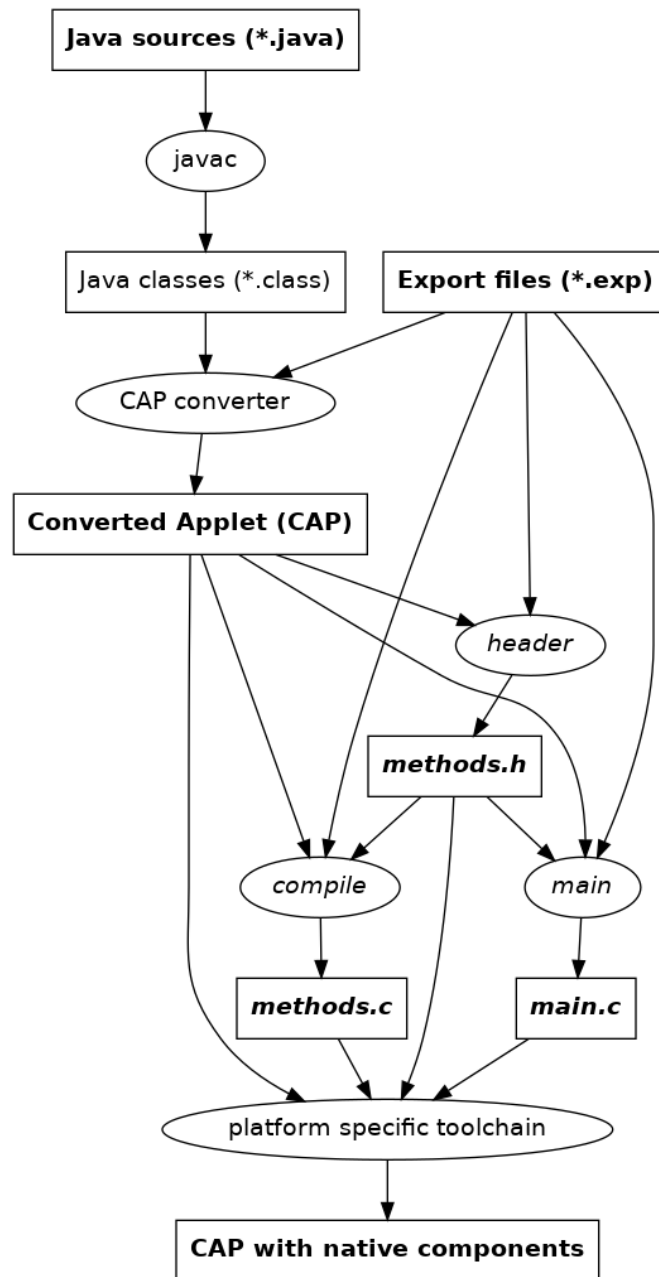 Java sources (*.java)
javac
Java classes (*.class)
Export files (*.exp)
CAP converter
Converted Applet (CAP)
header
methods.h
compile
main
methods.c
main.c
platform specific toolchain
CAP with native components